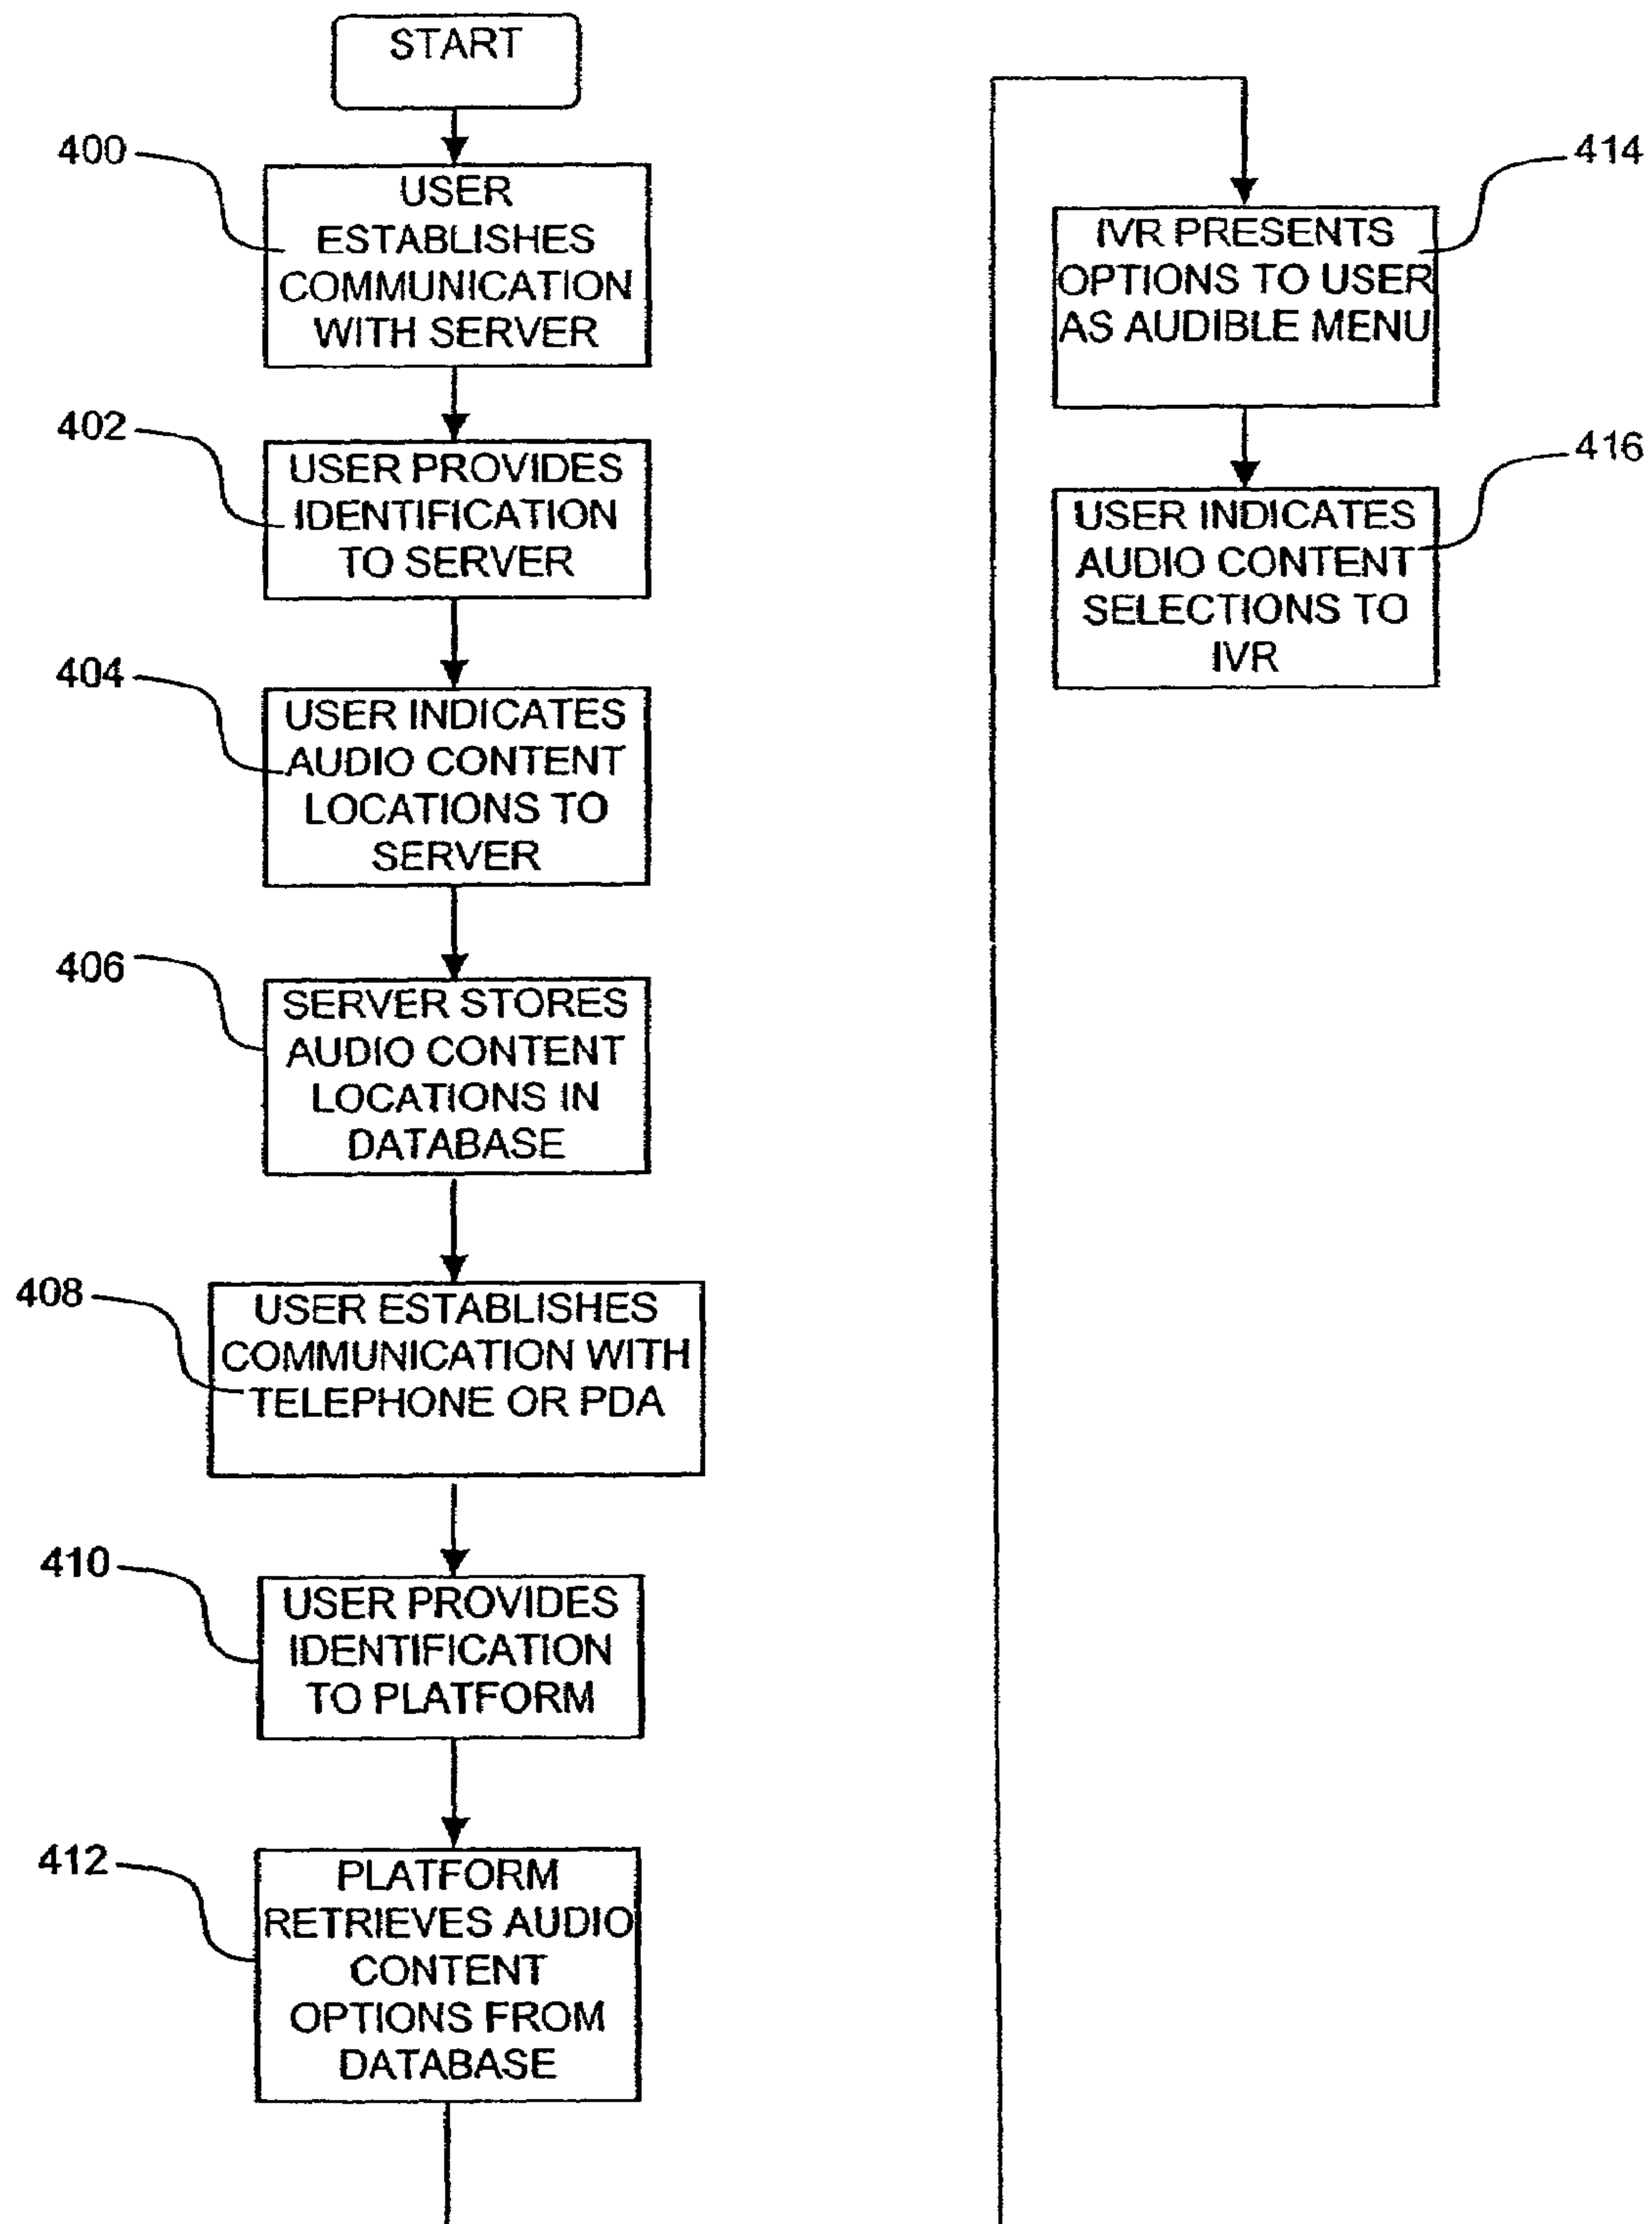 START
400
USER
ESTABLISHES
COMMUNICATION
WITH SERVER
402
USER PROVIDES
IDENTIFICATION
TO SERVER
404
USER INDICATES
AUDIO CONTENT
LOCATIONS TO
SERVER
406
SERVER STORES
AUDIO CONTENT
LOCATIONS IN
DATABASE
408
USER ESTABLISHES
COMMUNICATION WITH
TELEPHONE OR PDA
410
USER PROVIDES
IDENTIFICATION
TO PLATFORM
412
PLATFORM
RETRIEVES AUDIO
CONTENT
OPTIONS FROM
DATABASE
414
IVR PRESENTS
OPTIONS TO USER
AS AUDIBLE MENU
416
USER INDICATES
AUDIO CONTENT
SELECTIONS TO
IVR